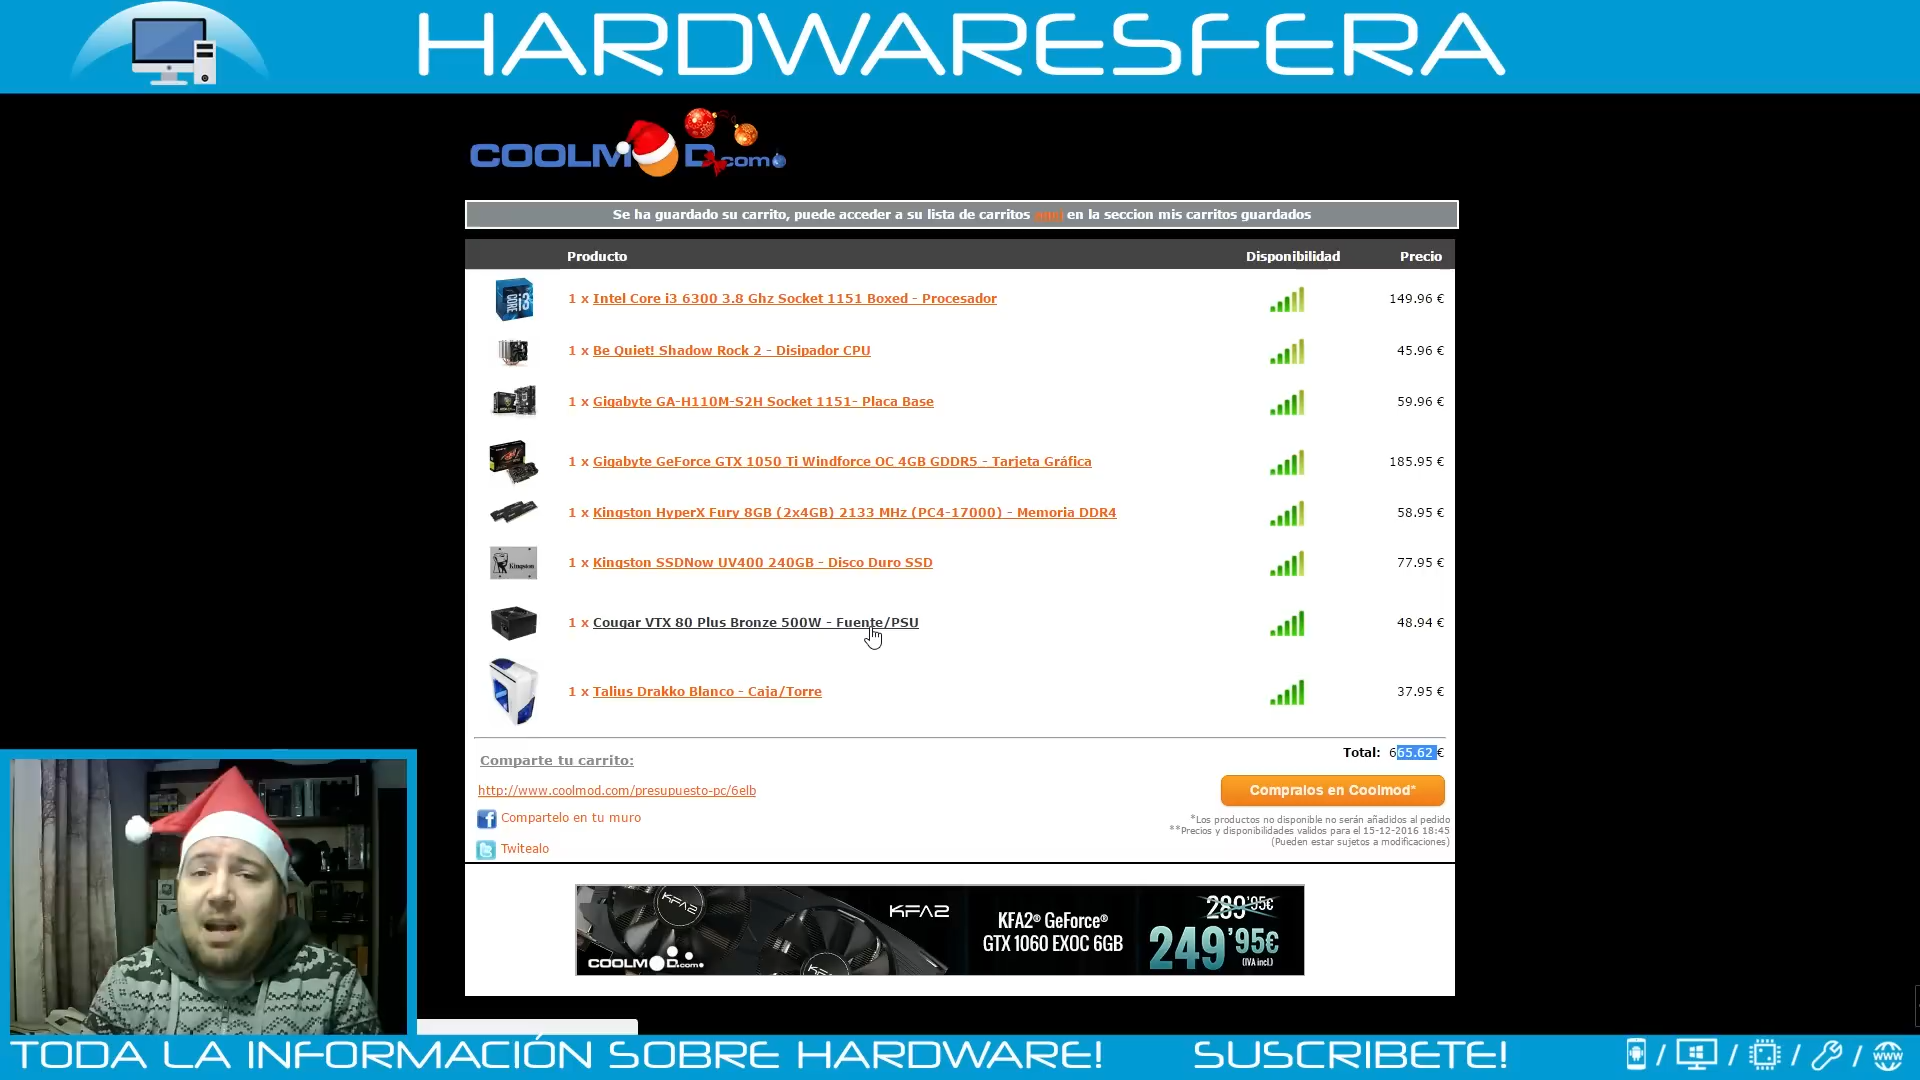 HARDWARESFERA
COOLMOD.com
Se ha guardado su carrito, puede acceder a su lista de carritos aqui en la seccion mis carritos guardados
Producto Disponibilidad Precio
1 x Intel Core i3 6300 3.8 Ghz Socket 1151 Boxed - Procesador 149.96 €
1 x Be Quiet! Shadow Rock 2 - Disipador CPU 45.96 €
1 x Gigabyte GA-H110M-S2H Socket 1151- Placa Base 59.96 €
1 x Gigabyte GeForce GTX 1050 Ti Windforce OC 4GB GDDR5 - Tarjeta Gráfica 185.95 €
1 x Kingston HyperX Fury 8GB (2x4GB) 2133 MHz (PC4-17000) - Memoria DDR4 58.95 €
1 x Kingston SSDNow UV400 240GB - Disco Duro SSD 77.95 €
1 x Cougar VTX 80 Plus Bronze 500W - Fuente/PSU 48.94 €
1 x Talius Drakko Blanco - Caja/Torre 37.95 €
Total: 665.62 €
Comparte tu carrito:
http://www.coolmod.com/presupuesto-pc/6elb
Compartelo en tu muro
Twitealo
Compralos en Coolmod*
*Los productos no disponible no serán añadidos al pedido
**Precios y disponibilidades validos para el 15-12-2016 18:45
(Pueden estar sujetos a modificaciones)
KFA2
KFA2® GeForce®
GTX 1060 EXOC 6GB
289'95€
249'95€
(IVA incl.)
COOLMOD.com
TODA LA INFORMACIÓN SOBRE HARDWARE! SUSCRIBETE!
/ / / / WWW